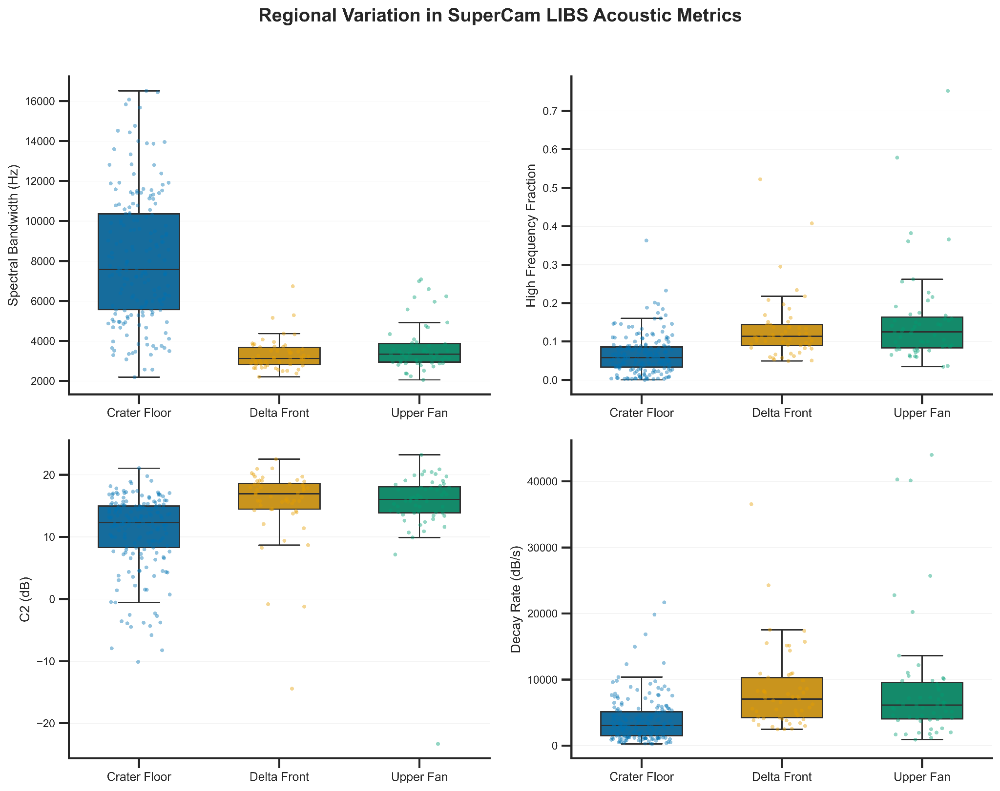 Regional Variation in SuperCam LIBS Acoustic Metrics
Spectral Bandwidth (Hz)
16000
14000
12000
10000
8000
6000
4000
2000
Crater Floor
Delta Front
Upper Fan
High Frequency Fraction
0.7
0.6
0.5
0.4
0.3
0.2
0.1
0.0
Crater Floor
Delta Front
Upper Fan
C2 (dB)
20
10
0
−10
−20
Crater Floor
Delta Front
Upper Fan
Decay Rate (dB/s)
40000
30000
20000
10000
0
Crater Floor
Delta Front
Upper Fan